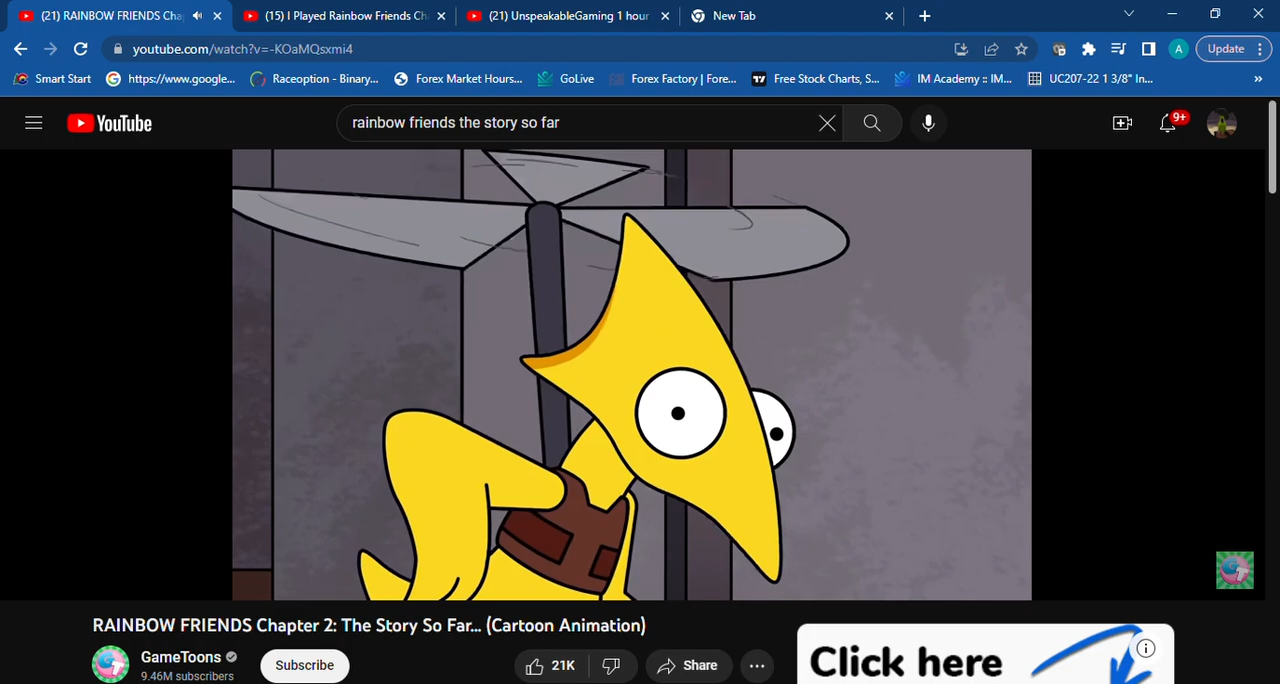 (21) RAINBOW FRIENDS Cha
(15) I Played Rainbow Friends Ch
(21) UnspeakableGaming 1 hour
New Tab
youtube.com/watch?v=-KOaMQsxmi4
A
Update
Smart Start
https://www.google...
Raceoption - Binary...
Forex Market Hours...
GoLive
Forex Factory | Fore...
Free Stock Charts, S...
IM Academy :: IM...
UC207-22 1 3/8" In...
YouTube
rainbow friends the story so far
9+
GT
RAINBOW FRIENDS Chapter 2: The Story So Far... (Cartoon Animation)
GameToons
9.46M subscribers
Subscribe
21K
Share
Click here